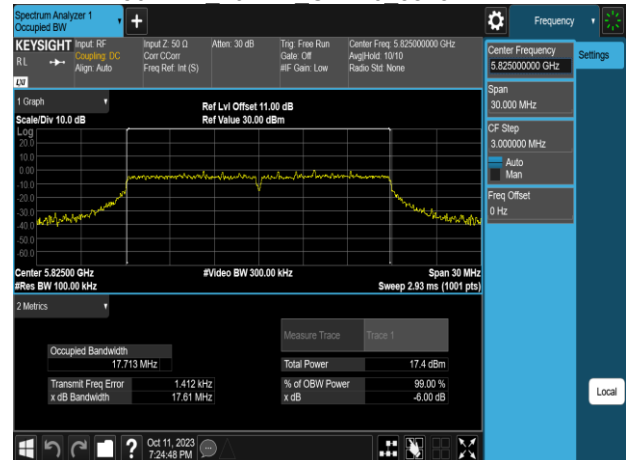 Spectrum Analyzer 1
Occupied BW
Frequency
KEYSIGHT
RL
LXI
Input: RF
Coupling: DC
Align: Auto
Input Z: 50 Ω
Corr CCorr
Freq Ref: Int (S)
Atten: 30 dB
Trig: Free Run
Gate: Off
#IF Gain: Low
Center Freq: 5.825000000 GHz
Avg|Hold: 10/10
Radio Std: None
1 Graph
Scale/Div 10.0 dB
Ref Lvl Offset 11.00 dB
Ref Value 30.00 dBm
Log
20.0
10.0
0.00
-10.0
-20.0
-30.0
-40.0
-50.0
-60.0
Center 5.82500 GHz
#Video BW 300.00 kHz
Span 30 MHz
#Res BW 100.00 kHz
Sweep 2.93 ms (1001 pts)
2 Metrics
Occupied Bandwidth
17.713 MHz
Transmit Freq Error 1.412 kHz
x dB Bandwidth 17.61 MHz
Measure Trace Trace 1
Total Power 17.4 dBm
% of OBW Power 99.00 %
x dB -6.00 dB
Center Frequency
5.825000000 GHz
Span
30.000 MHz
CF Step
3.000000 MHz
Auto
Man
Freq Offset
0 Hz
Settings
Local
Oct 11, 2023
7:24:48 PM